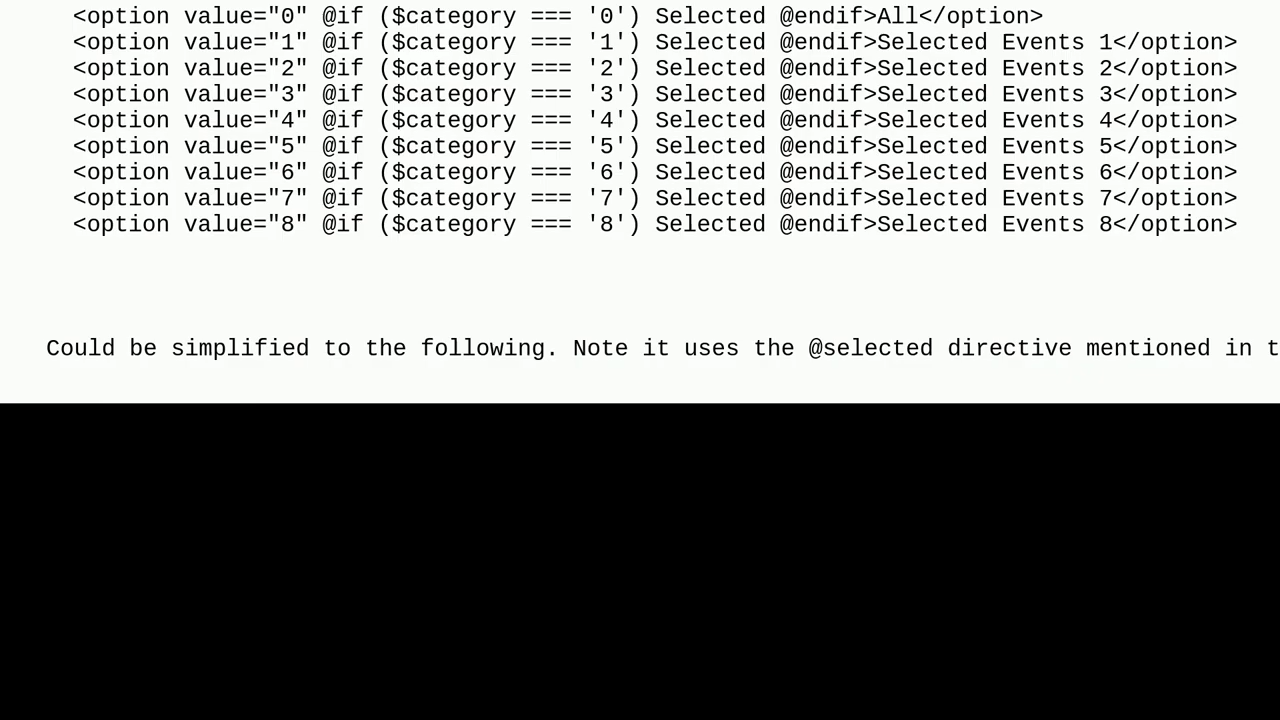 <option value="0" @if ($category === '0') Selected @endif>All</option>
<option value="1" @if ($category === '1') Selected @endif>Selected Events 1</option>
<option value="2" @if ($category === '2') Selected @endif>Selected Events 2</option>
<option value="3" @if ($category === '3') Selected @endif>Selected Events 3</option>
<option value="4" @if ($category === '4') Selected @endif>Selected Events 4</option>
<option value="5" @if ($category === '5') Selected @endif>Selected Events 5</option>
<option value="6" @if ($category === '6') Selected @endif>Selected Events 6</option>
<option value="7" @if ($category === '7') Selected @endif>Selected Events 7</option>
<option value="8" @if ($category === '8') Selected @endif>Selected Events 8</option>
Could be simplified to the following. Note it uses the @selected directive mentioned in